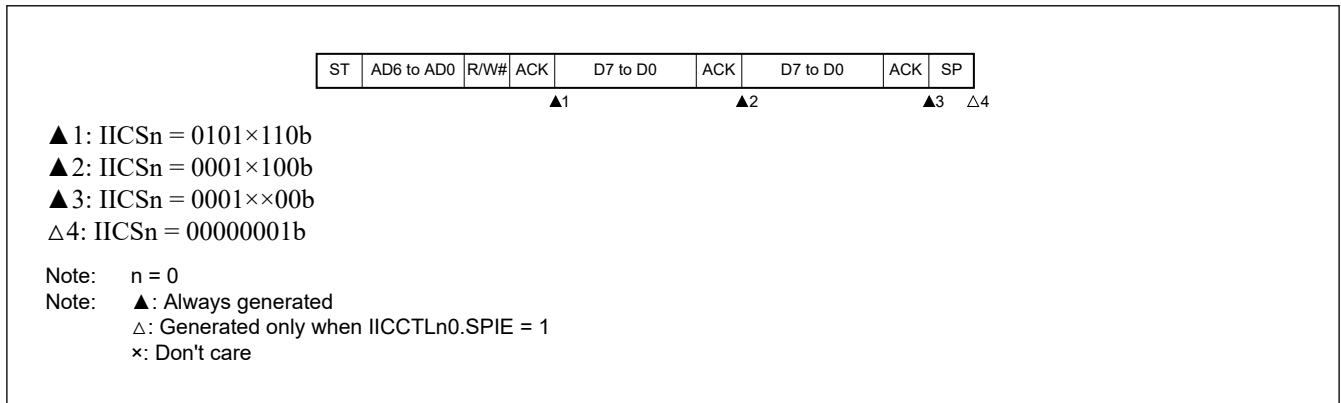 ST AD6 to AD0 R/W# ACK D7 to D0 ACK D7 to D0 ACK SP
▲1 ▲2 ▲3 △4
▲1: IICSn = 0101×110b
▲2: IICSn = 0001×100b
▲3: IICSn = 0001××00b
△4: IICSn = 00000001b
Note: n = 0
Note: ▲: Always generated
△: Generated only when IICCTLn0.SPIE = 1
×: Don't care